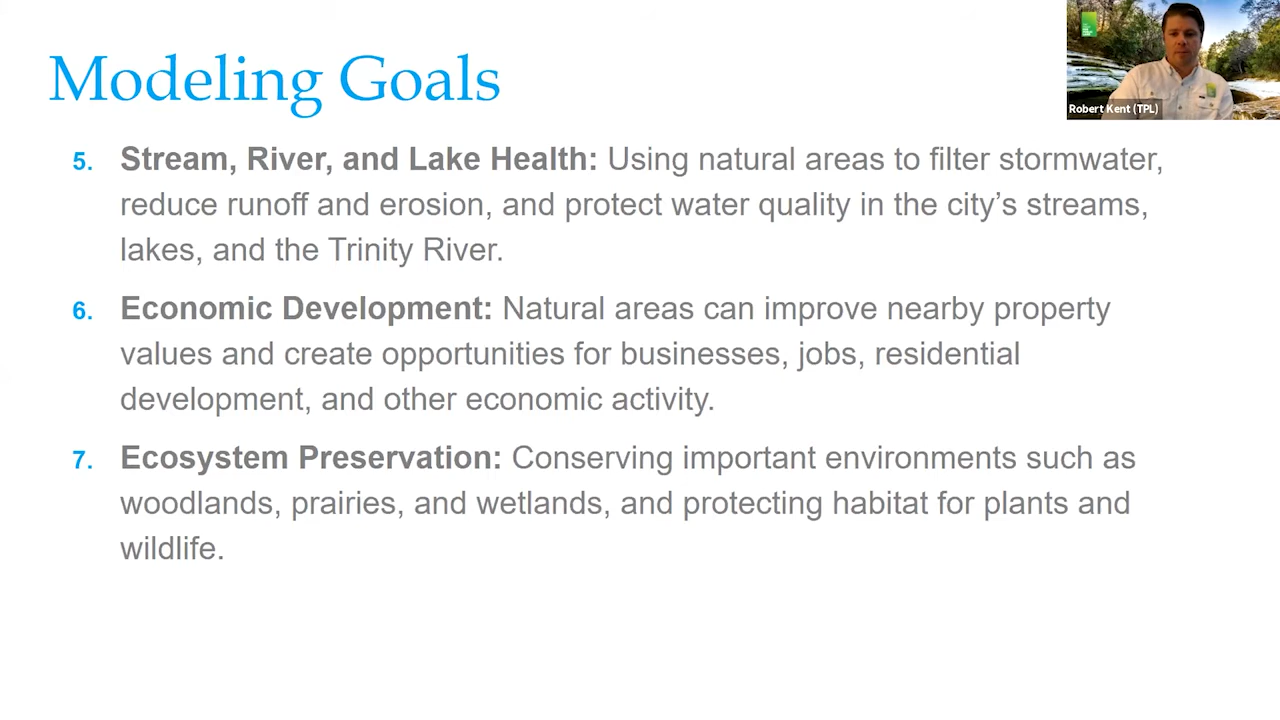 Modeling Goals
Robert Kent (TPL)
5. Stream, River, and Lake Health: Using natural areas to filter stormwater,
reduce runoff and erosion, and protect water quality in the city’s streams,
lakes, and the Trinity River.
6. Economic Development: Natural areas can improve nearby property
values and create opportunities for businesses, jobs, residential
development, and other economic activity.
7. Ecosystem Preservation: Conserving important environments such as
woodlands, prairies, and wetlands, and protecting habitat for plants and
wildlife.